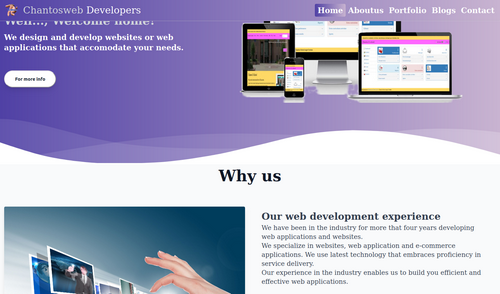 Chantosweb Developers
Home Aboutus Portfolio Blogs Contact
Well..., Welcome home!
We design and develop websites or web
applications that accomodate your needs.
For more info
Why us
Our web development experience
We have been in the industry for more that four years developing
web applications and websites.
We specialize in websites, web application and e-commerce
applications. We use latest technology that embraces proficiency in
service delivery.
Our experience in the industry enables us to build you efficient and
effective web applications.